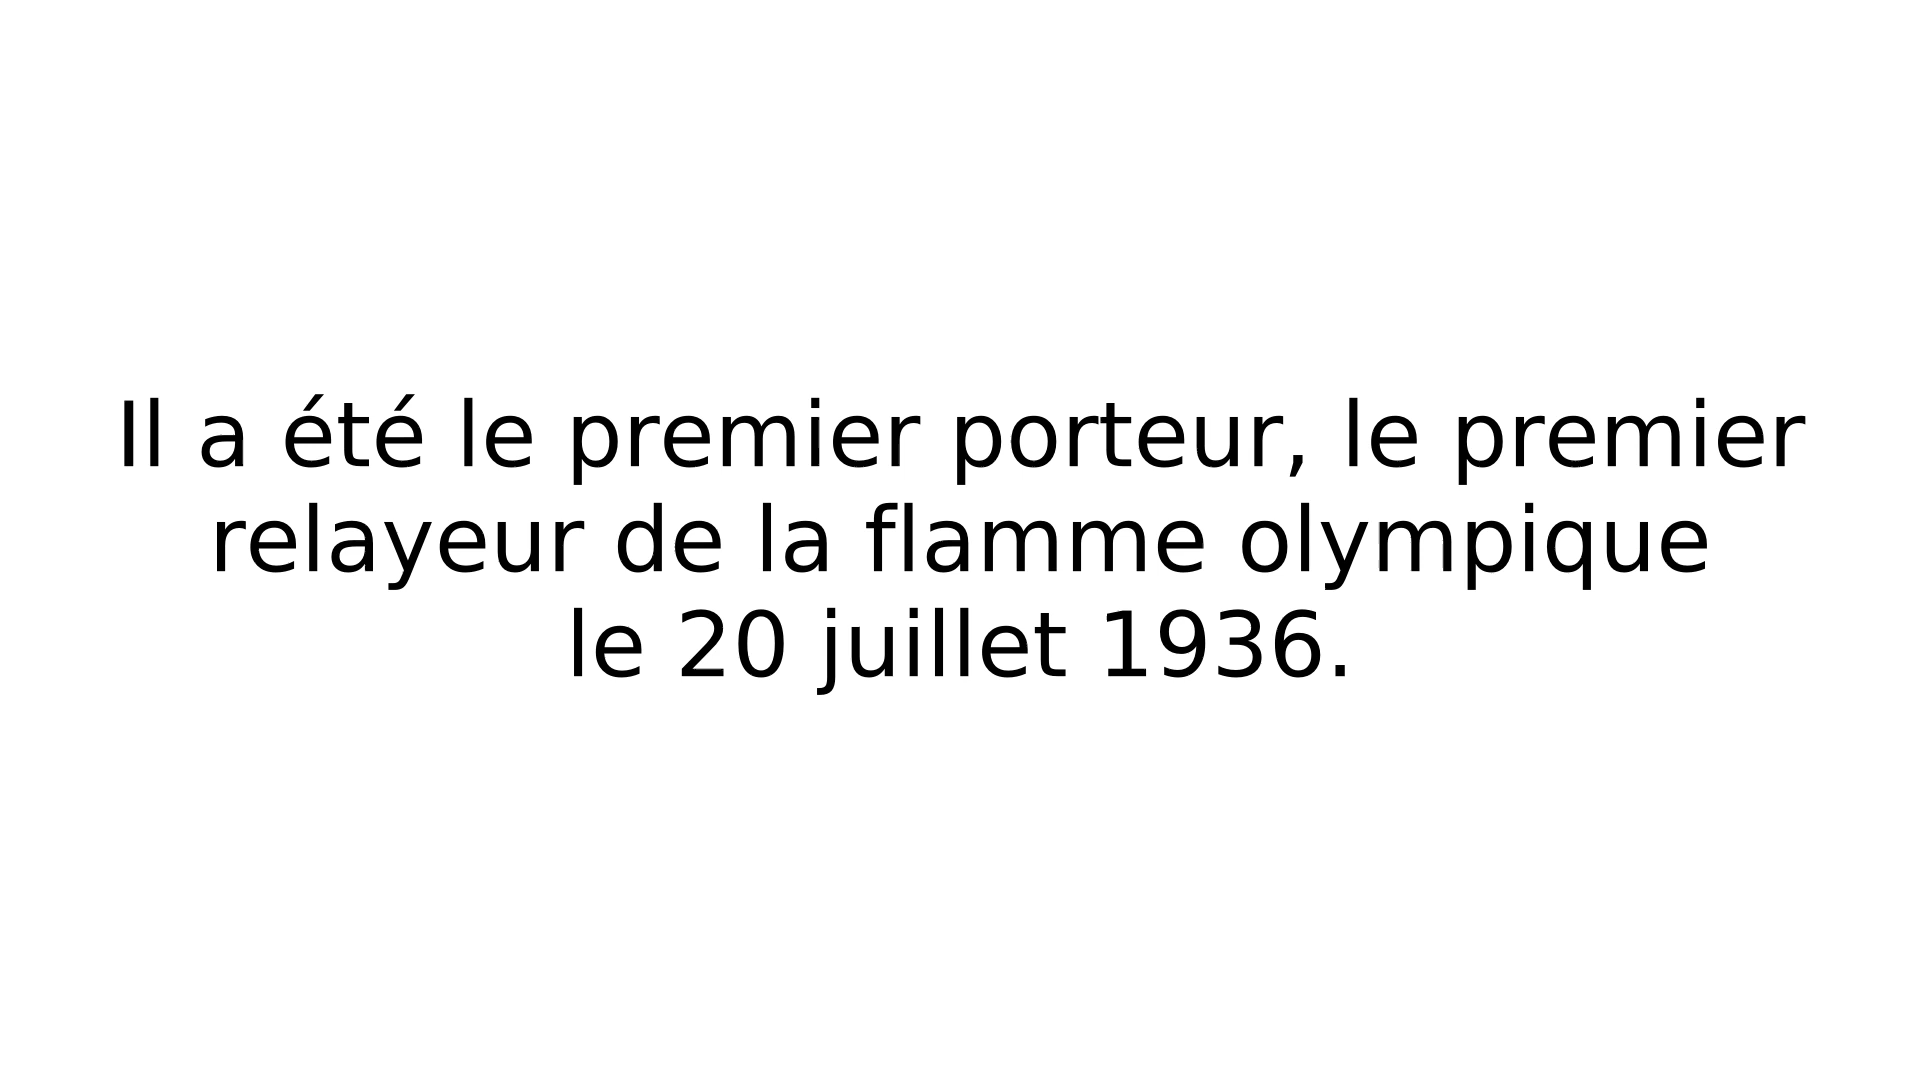 Il a été le premier porteur, le premier
relayeur de la flamme olympique
le 20 juillet 1936.